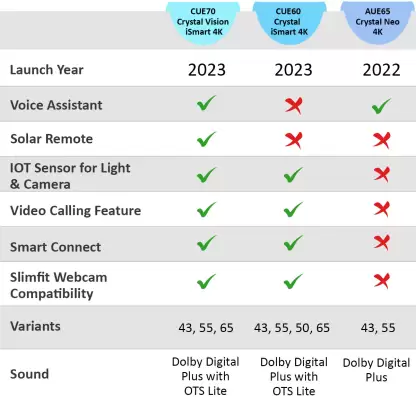 CUE70
Crystal Vision
iSmart 4K
CUE60
Crystal
iSmart 4K
AUE65
Crystal Neo
4K
Launch Year 2023 2023 2022
Voice Assistant
Solar Remote
IOT Sensor for Light
& Camera
Video Calling Feature
Smart Connect
Slimfit Webcam
Compatibility
Variants 43, 55, 65 43, 55, 50, 65 43, 55
Sound
Dolby Digital
Plus with
OTS Lite
Dolby Digital
Plus with
OTS Lite
Dolby Digital
Plus